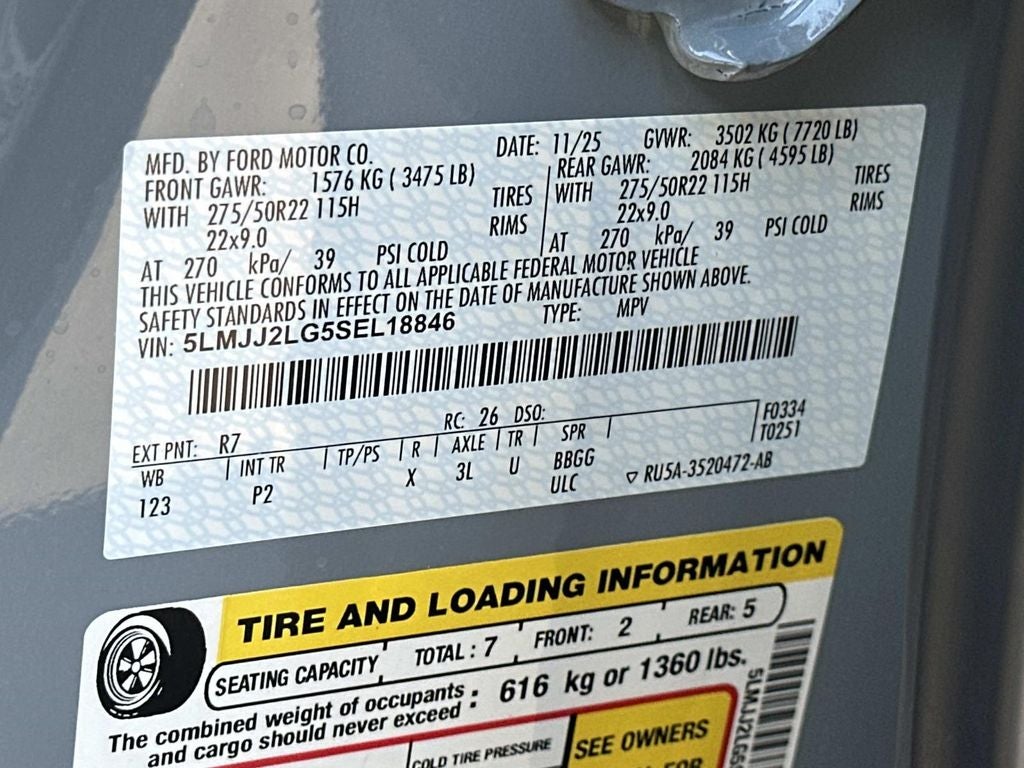 MFD. BY FORD MOTOR CO. DATE: 11/25 GVWR: 3502 KG ( 7720 LB)
FRONT GAWR: 1576 KG ( 3475 LB) REAR GAWR: 2084 KG ( 4595 LB)
WITH 275/50R22 115H TIRES WITH 275/50R22 115H TIRES
22x9.0 RIMS 22x9.0 RIMS
AT 270 kPa/ 39 PSI COLD AT 270 kPa/ 39 PSI COLD
THIS VEHICLE CONFORMS TO ALL APPLICABLE FEDERAL MOTOR VEHICLE
SAFETY STANDARDS IN EFFECT ON THE DATE OF MANUFACTURE SHOWN ABOVE.
VIN: 5LMJJ2LG5SEL18846 TYPE: MPV
EXT PNT: R7 RC: 26 DSO: F0334
WB INT TR TP/PS R AXLE TR SPR T0251
123 P2 X 3L U BBGG
ULC ▽ RU5A-3520472-AB
TIRE AND LOADING INFORMATION
SEATING CAPACITY TOTAL : 7 FRONT: 2 REAR: 5
The combined weight of occupants
and cargo should never exceed : 616 kg or 1360 lbs.
COLD TIRE PRESSURE
SEE OWNERS
FOR
5LMJJ2LG5